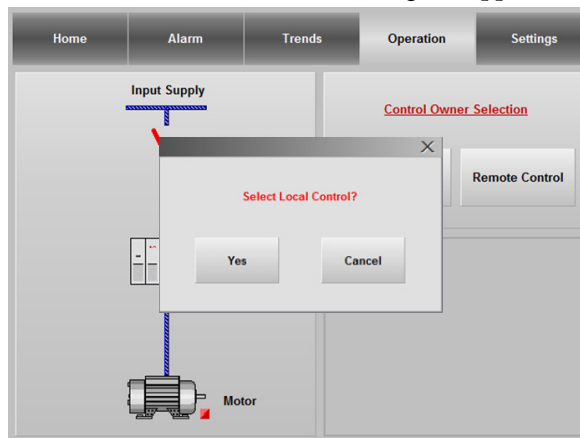 Home Alarm Trends Operation Settings
Input Supply
Control Owner Selection
Remote Control
Select Local Control?
Yes Cancel
Motor